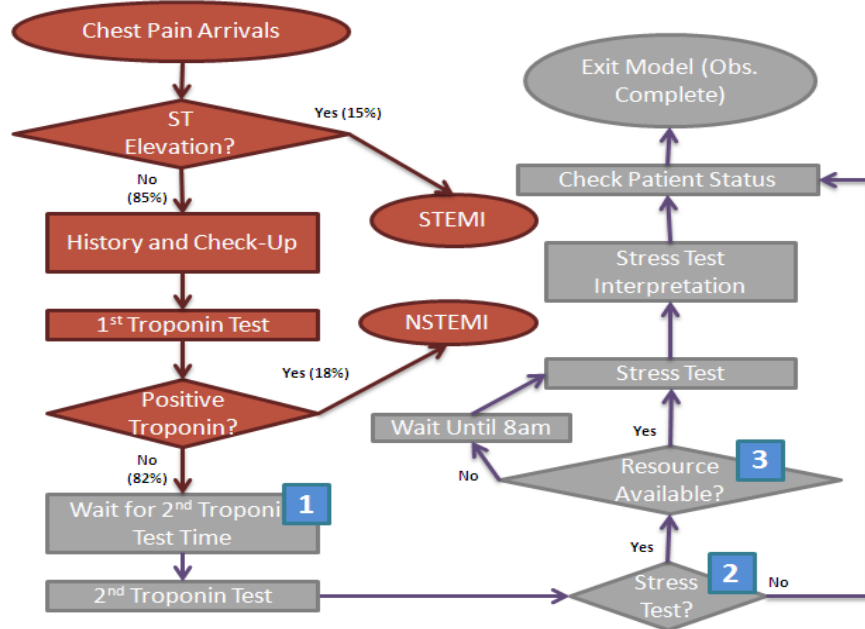 Chest Pain Arrivals
ST
Elevation?
Yes (15%)
No
(85%)
STEMI
History and Check-Up
1st Troponin Test
NSTEMI
Yes (18%)
Positive
Troponin?
No
(82%)
1
Wait for 2nd Troponi
Test Time
2nd Troponin Test
Stress
Test?
2
No
Yes
Resource
Available?
3
No
Yes
Wait Until 8am
Stress Test
Stress Test
Interpretation
Check Patient Status
Exit Model (Obs.
Complete)